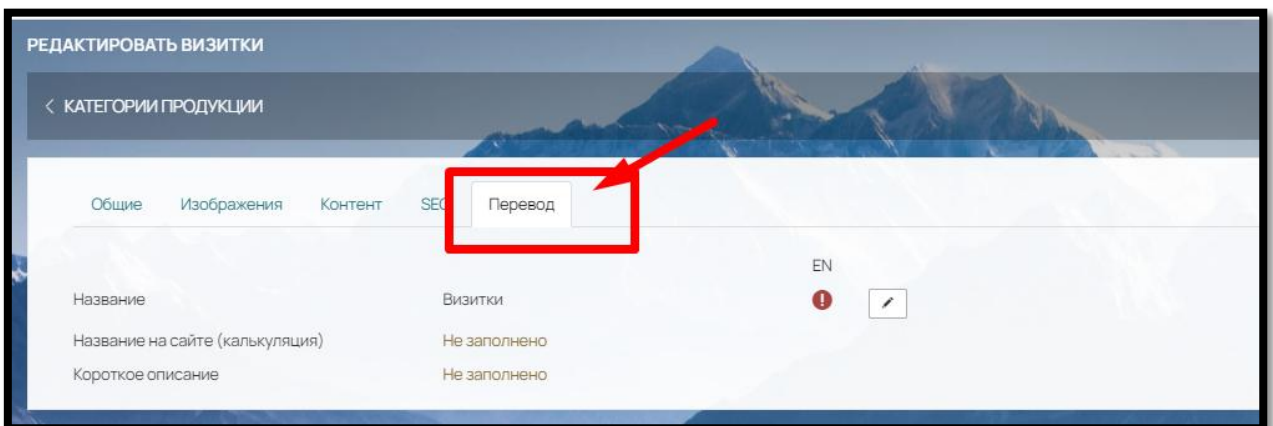 РЕДАКТИРОВАТЬ ВИЗИТКИ
< КАТЕГОРИИ ПРОДУКЦИИ
Общие Изображения Контент SEO Перевод
EN
Название Визитки
Название на сайте (калькуляция) Не заполнено
Короткое описание Не заполнено